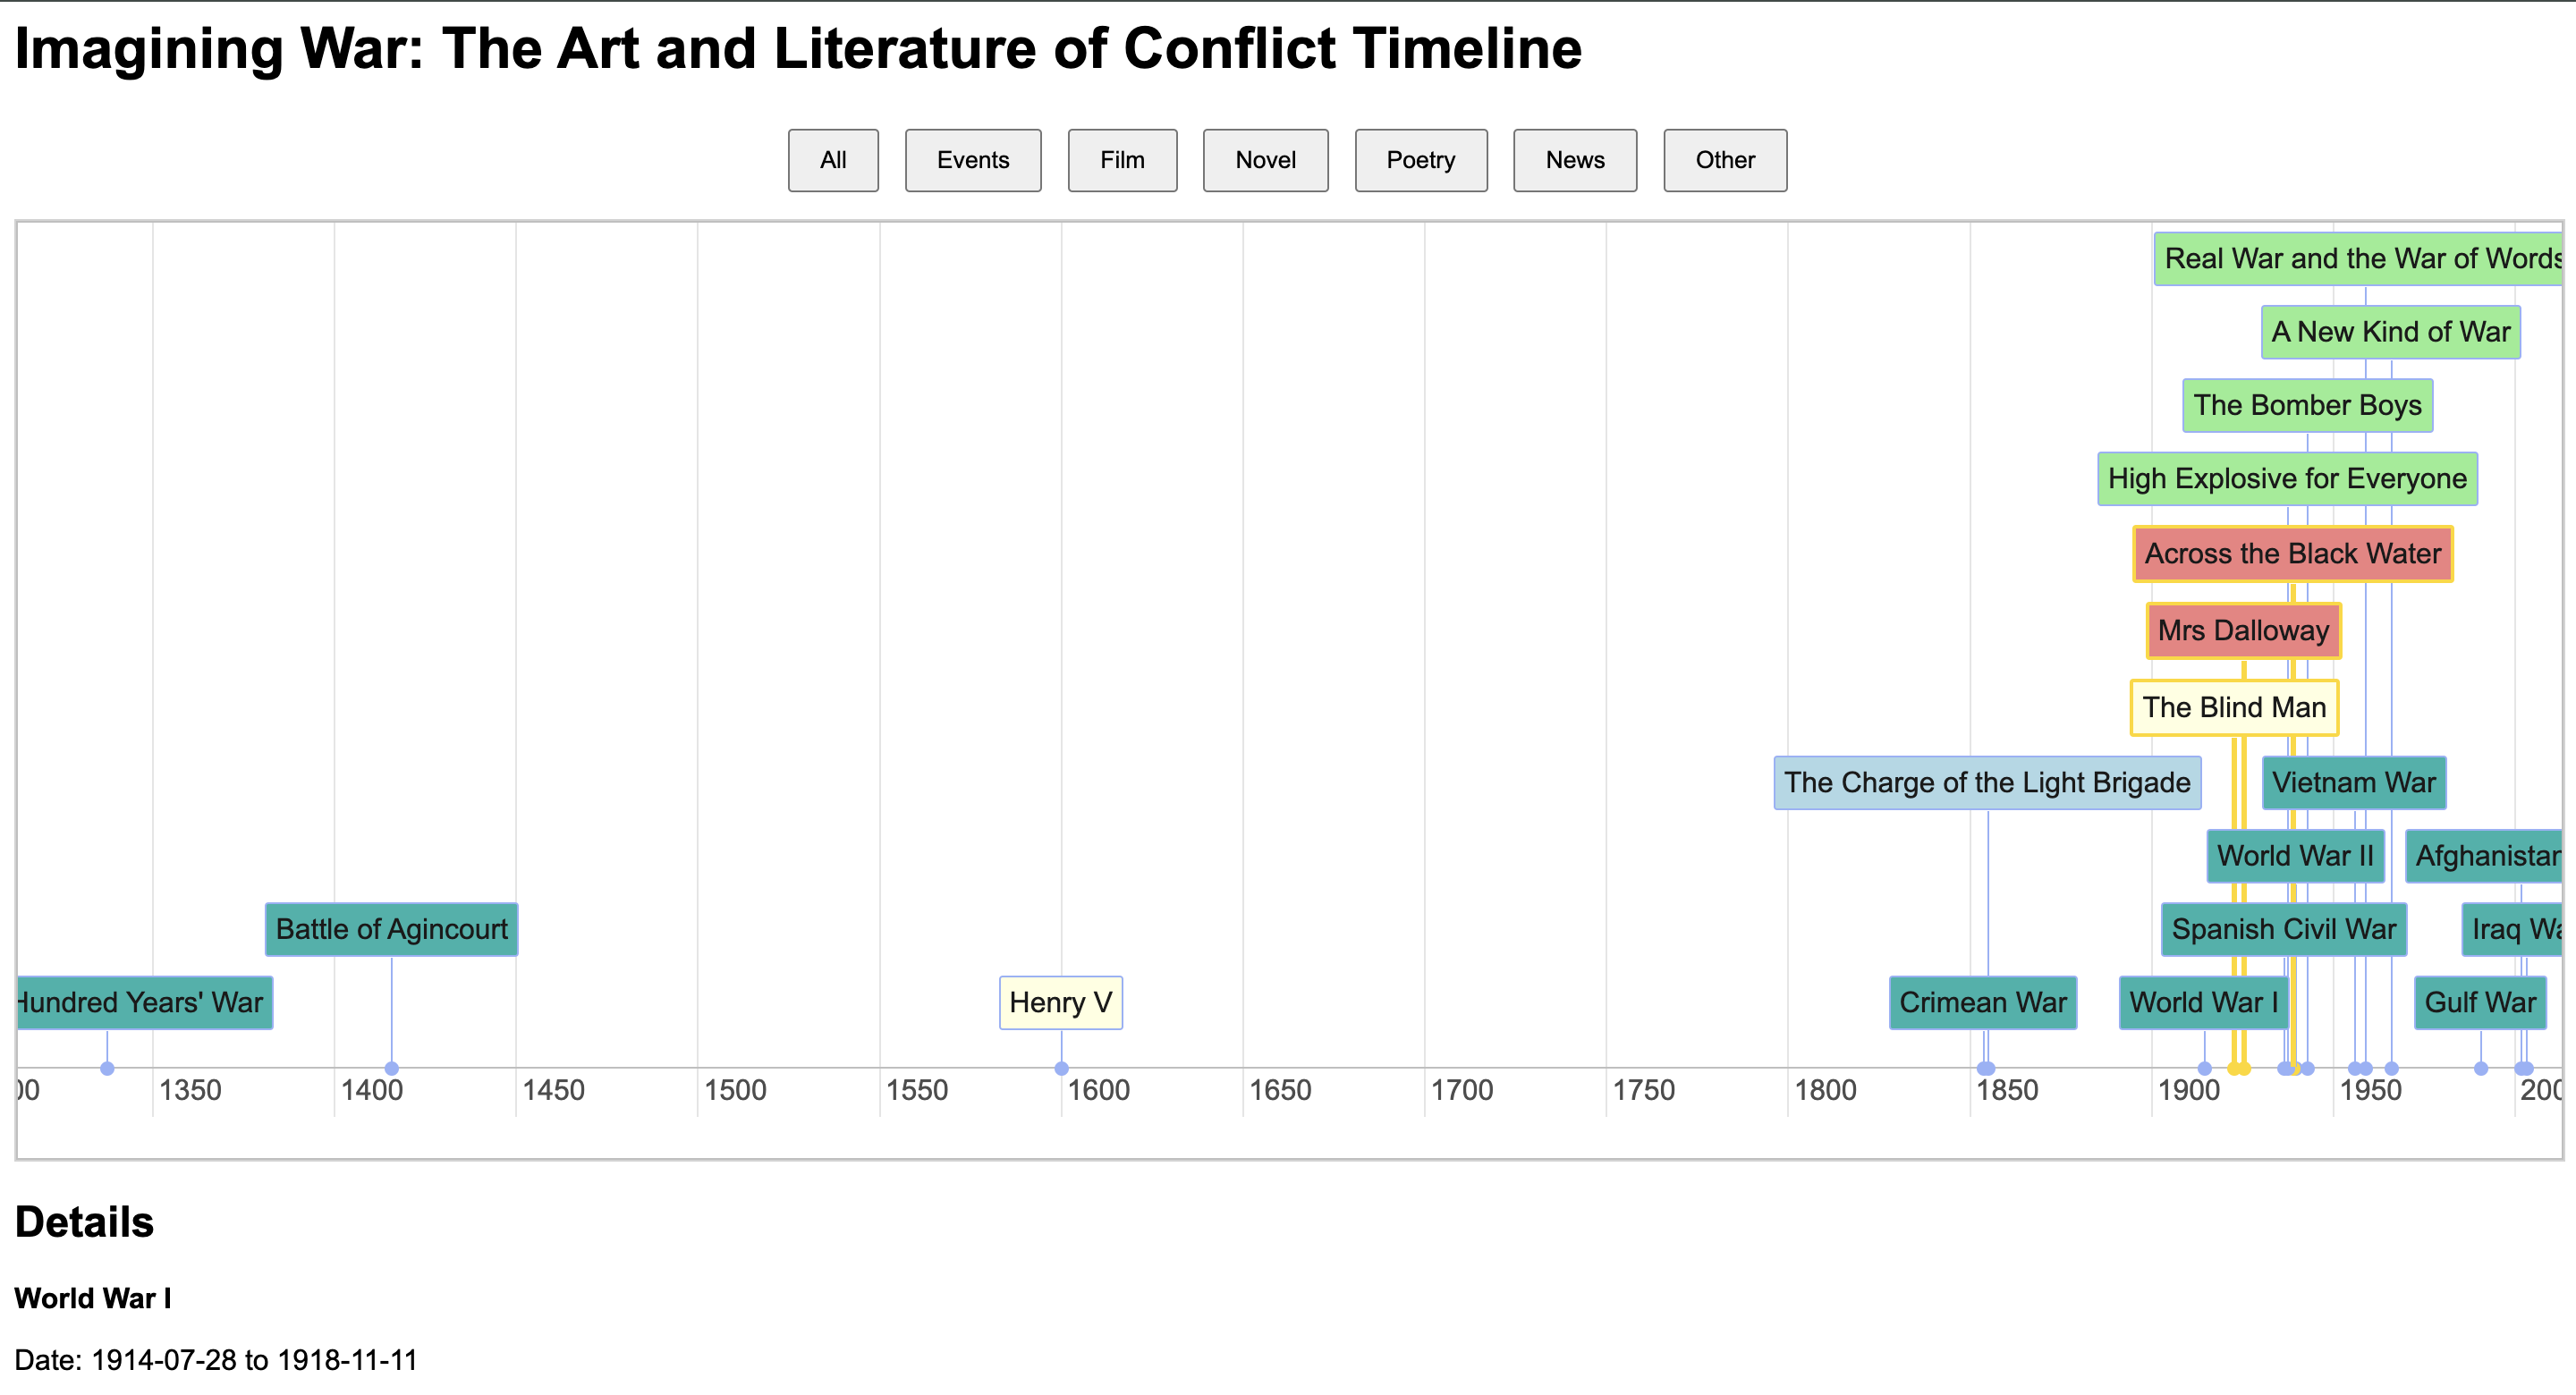 Imagining War: The Art and Literature of Conflict Timeline
All Events Film Novel Poetry News Other
Real War and the War of Words
A New Kind of War
The Bomber Boys
High Explosive for Everyone
Across the Black Water
Mrs Dalloway
The Blind Man
The Charge of the Light Brigade Vietnam War
World War II Afghanistan
Battle of Agincourt Spanish Civil War Iraq Wa
Hundred Years' War Henry V Crimean War World War I Gulf War
00 1350 1400 1450 1500 1550 1600 1650 1700 1750 1800 1850 1900 1950 200
Details
World War I
Date: 1914-07-28 to 1918-11-11